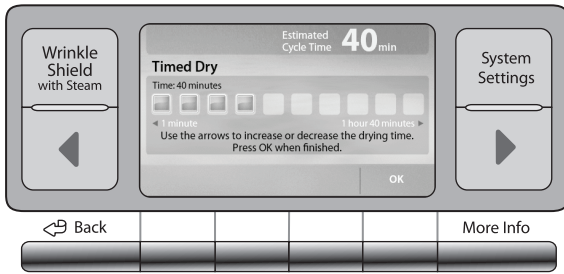 Wrinkle
Shield
with Steam
Estimated
Cycle Time 40 min
Timed Dry
Time: 40 minutes
1 minute
1 hour 40 minutes
Use the arrows to increase or decrease the drying time.
Press OK when finished.
OK
System
Settings
Back
More Info